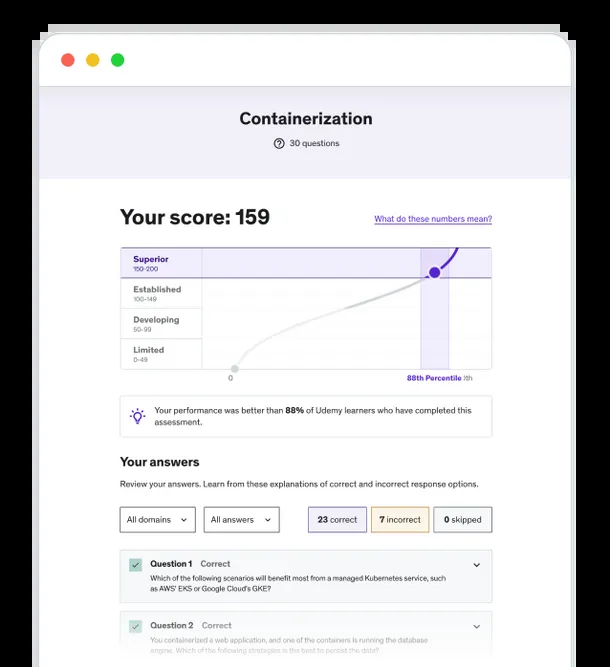 Containerization
30 questions
Your score: 159
What do these numbers mean?
Superior
150-200
Established
100-149
Developing
50-99
Limited
0-49
0
88th Percentile
Your performance was better than 88% of Udemy learners who have completed this
assessment.
Your answers
Review your answers. Learn from these explanations of correct and incorrect response options.
All domains
All answers
23 correct
7 incorrect
0 skipped
Question 1 Correct
Which of the following scenarios will benefit most from a managed Kubernetes service, such
as AWS' EKS or Google Cloud's GKE?
Question 2 Correct
You containerized a web application, and one of the containers is running the database
engine. Which of the following strategies is the best to persist the data?